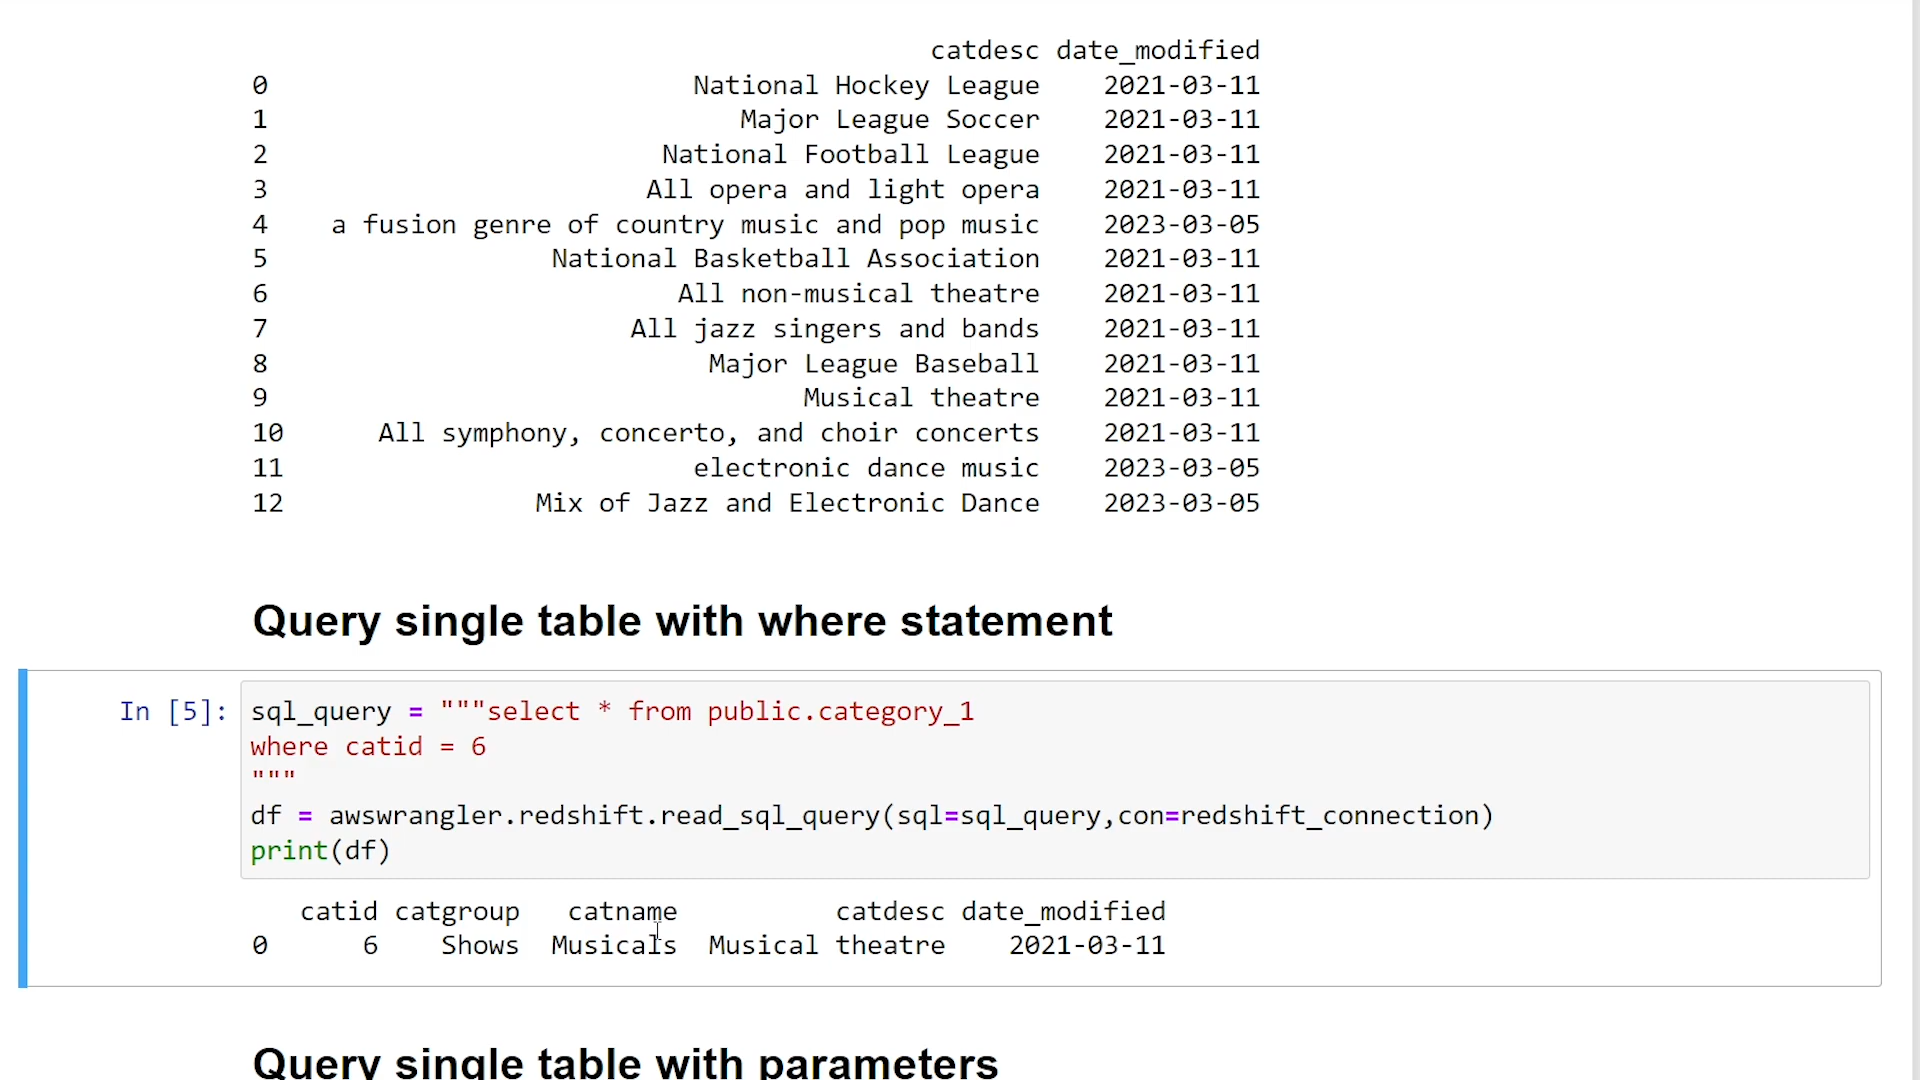 catdesc date_modified
0 National Hockey League 2021-03-11
1 Major League Soccer 2021-03-11
2 National Football League 2021-03-11
3 All opera and light opera 2021-03-11
4 a fusion genre of country music and pop music 2023-03-05
5 National Basketball Association 2021-03-11
6 All non-musical theatre 2021-03-11
7 All jazz singers and bands 2021-03-11
8 Major League Baseball 2021-03-11
9 Musical theatre 2021-03-11
10 All symphony, concerto, and choir concerts 2021-03-11
11 electronic dance music 2023-03-05
12 Mix of Jazz and Electronic Dance 2023-03-05
Query single table with where statement
In [5]: sql_query = """select * from public.category_1
where catid = 6
"""
df = awswrangler.redshift.read_sql_query(sql=sql_query,con=redshift_connection)
print(df)
catid catgroup catname catdesc date_modified
0 6 Shows Musicals Musical theatre 2021-03-11
Query single table with parameters